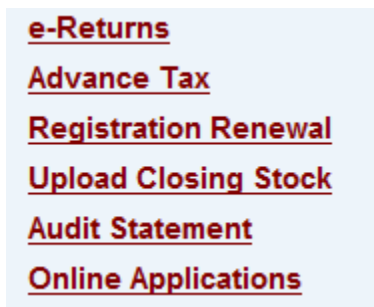 e-Returns
Advance Tax
Registration Renewal
Upload Closing Stock
Audit Statement
Online Applications